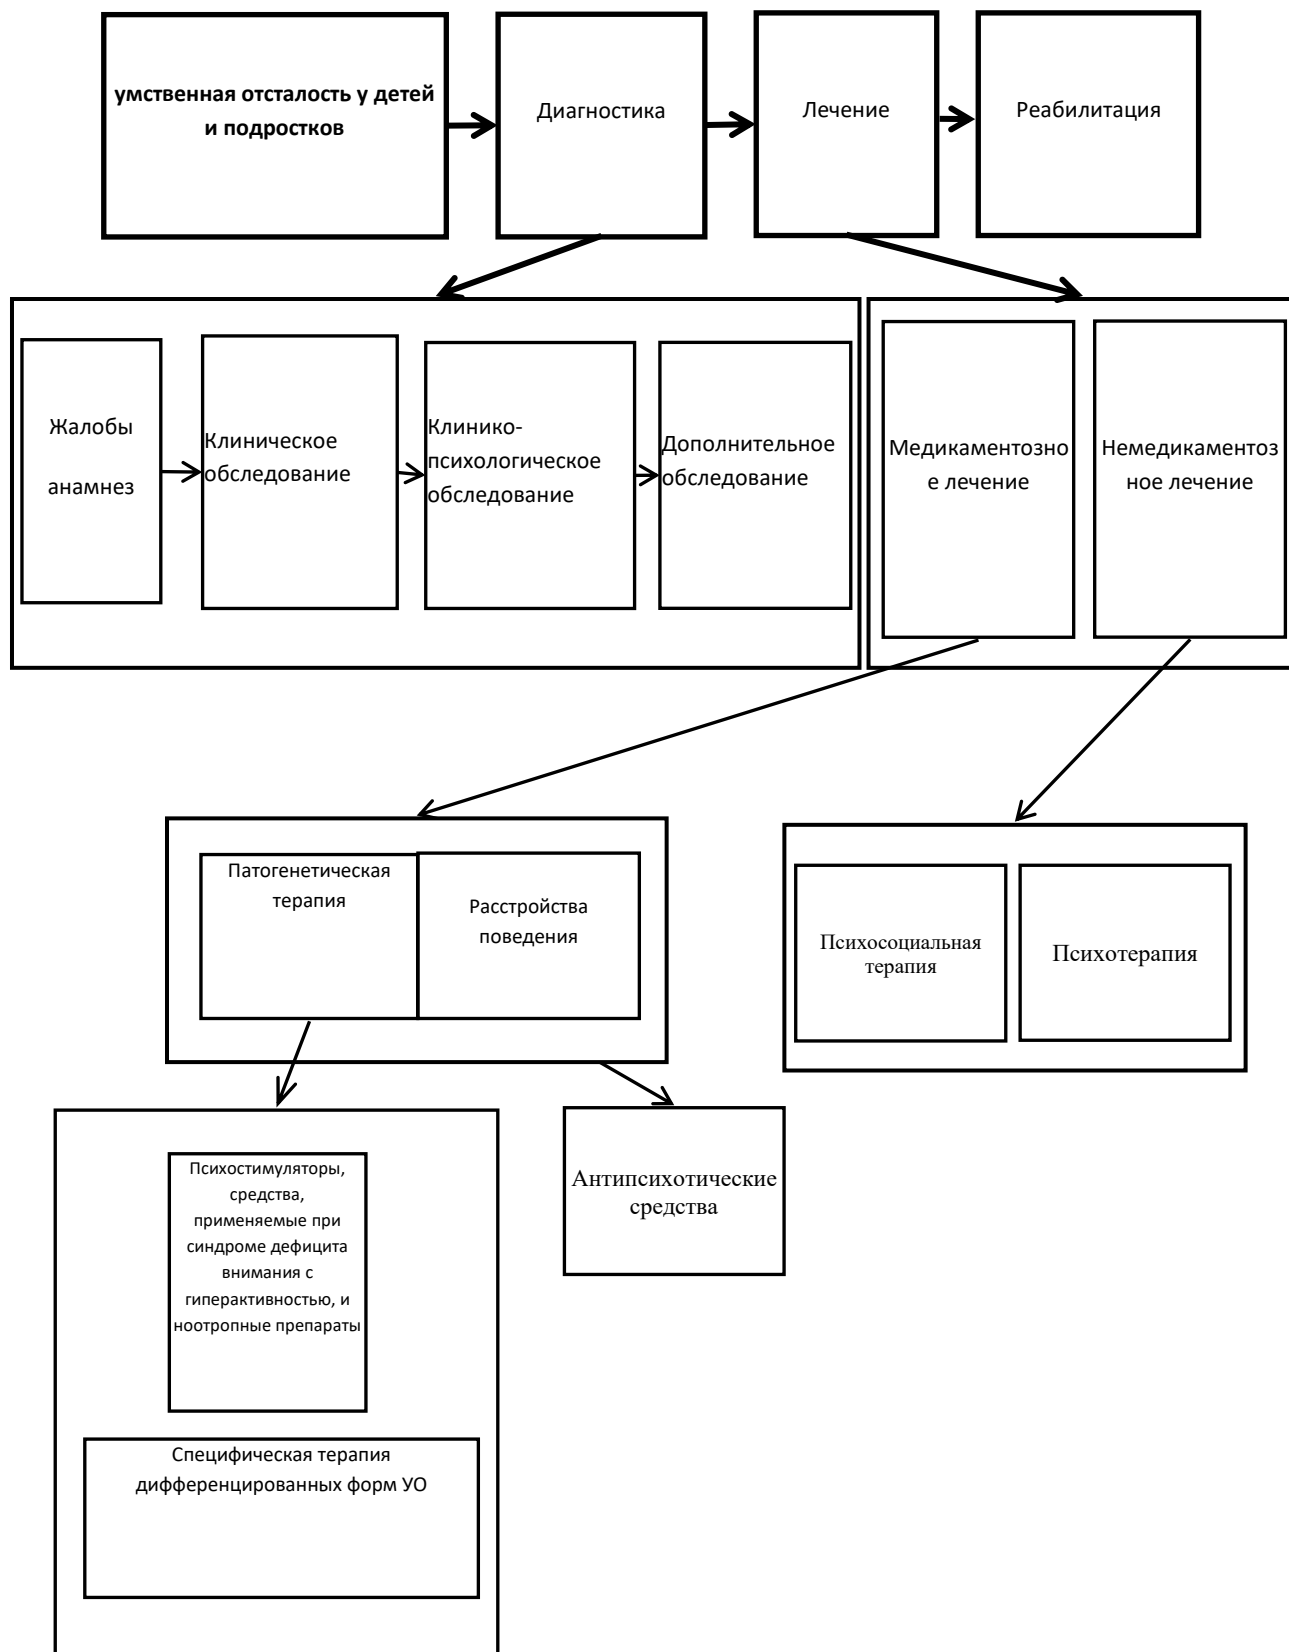 умственная отсталость у детей
и подростков
Диагностика
Лечение
Реабилитация
Жалобы
анамнез
Клиническое
обследование
Клинико-
психологическое
обследование
Дополнительное
обследование
Медикаментозно
е лечение
Немедикаментоз
ное лечение
Патогенетическая
терапия
Расстройства
поведения
Психосоциальная
терапия
Психотерапия
Психостимуляторы,
средства,
применяемые при
синдроме дефицита
внимания с
гиперактивностью, и
ноотропные препараты
Антипсихотические
средства
Специфическая терапия
дифференцированных форм УО